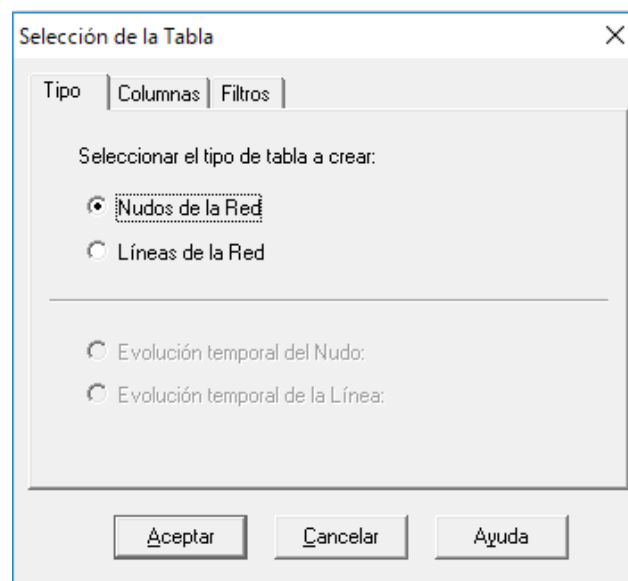 Selección de la Tabla
Tipo Columnas Filtros
Seleccionar el tipo de tabla a crear:
Nudos de la Red
Líneas de la Red
Evolución temporal del Nudo:
Evolución temporal de la Línea:
Aceptar Cancelar Ayuda